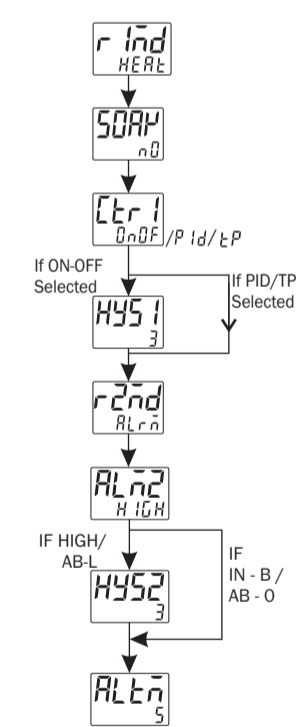 r1nd
HEAt
SOAK
nO
Ctr1
OnOF /PId/tP
If ON-OFF
Selected
If PID/TP
Selected
HYS1
3
r2nd
ALrm
ALm2
HIGH
IF HIGH/
AB-L
IF
IN - B /
AB - O
HYS2
3
ALtm
5